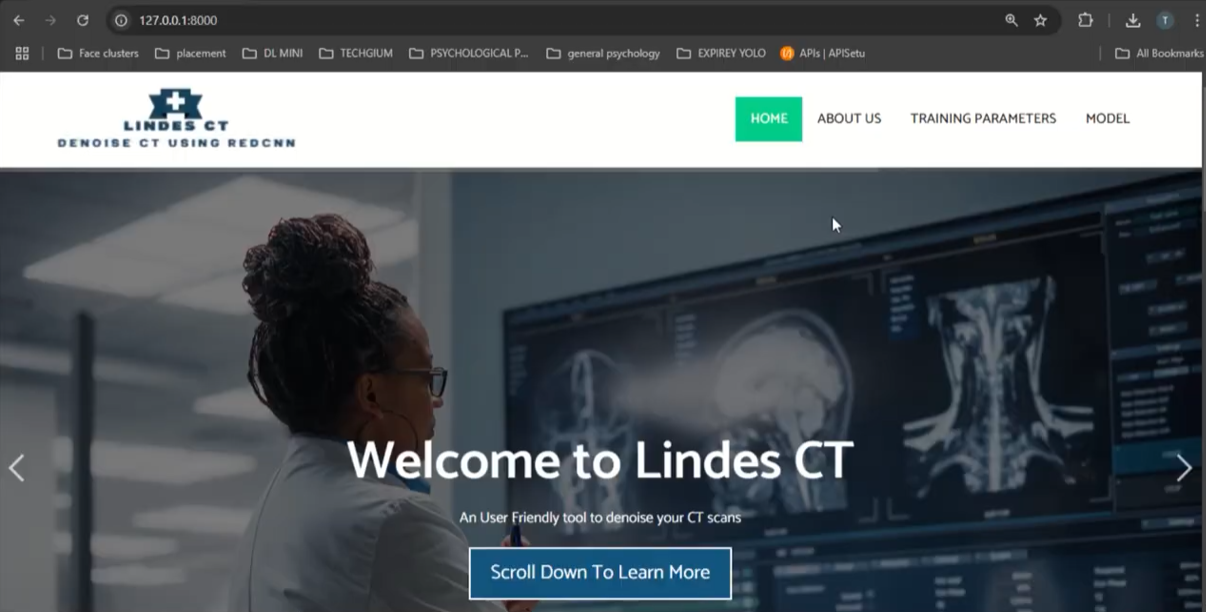 127.0.0.1:8000
T
Face clusters placement DL MINI TECHGIUM PSYCHOLOGICAL P... general psychology EXPIREY YOLO APIs | APISetu All Bookmarks
LINDES CT
DENOISE CT USING REDCNN
HOME ABOUT US TRAINING PARAMETERS MODEL
Welcome to Lindes CT
An User Friendly tool to denoise your CT scans
Scroll Down To Learn More